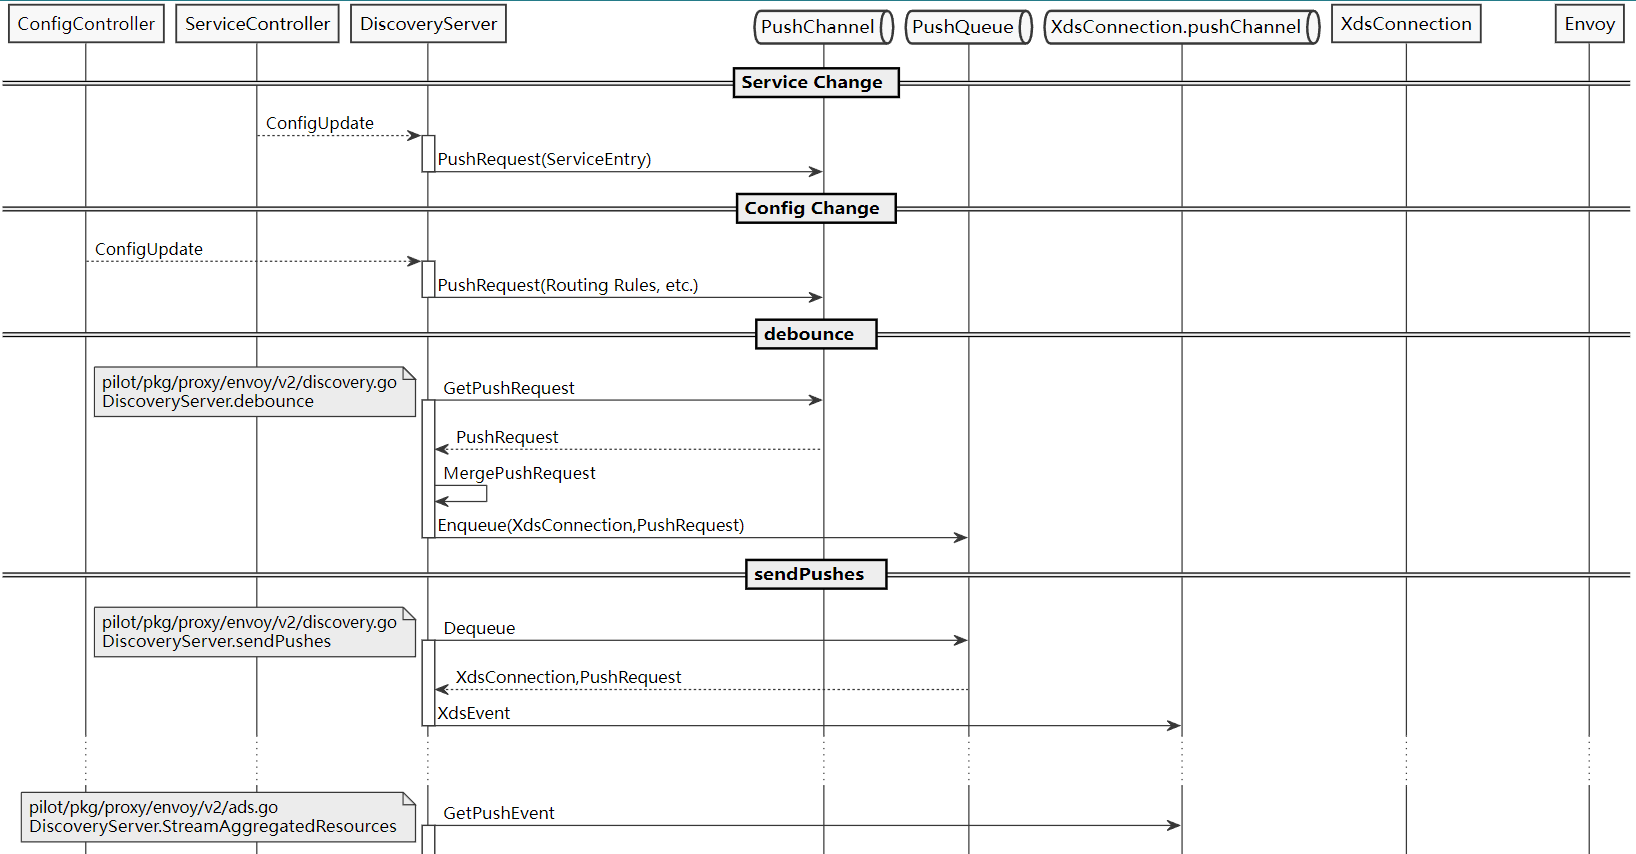 ConfigController
ServiceController
DiscoveryServer
PushChannel
PushQueue
XdsConnection.pushChannel
XdsConnection
Envoy
Service Change
ConfigUpdate
PushRequest(ServiceEntry)
Config Change
ConfigUpdate
PushRequest(Routing Rules, etc.)
debounce
pilot/pkg/proxy/envoy/v2/discovery.go
DiscoveryServer.debounce
GetPushRequest
PushRequest
MergePushRequest
Enqueue(XdsConnection,PushRequest)
sendPushes
pilot/pkg/proxy/envoy/v2/discovery.go
DiscoveryServer.sendPushes
Dequeue
XdsConnection,PushRequest
XdsEvent
pilot/pkg/proxy/envoy/v2/ads.go
DiscoveryServer.StreamAggregatedResources
GetPushEvent